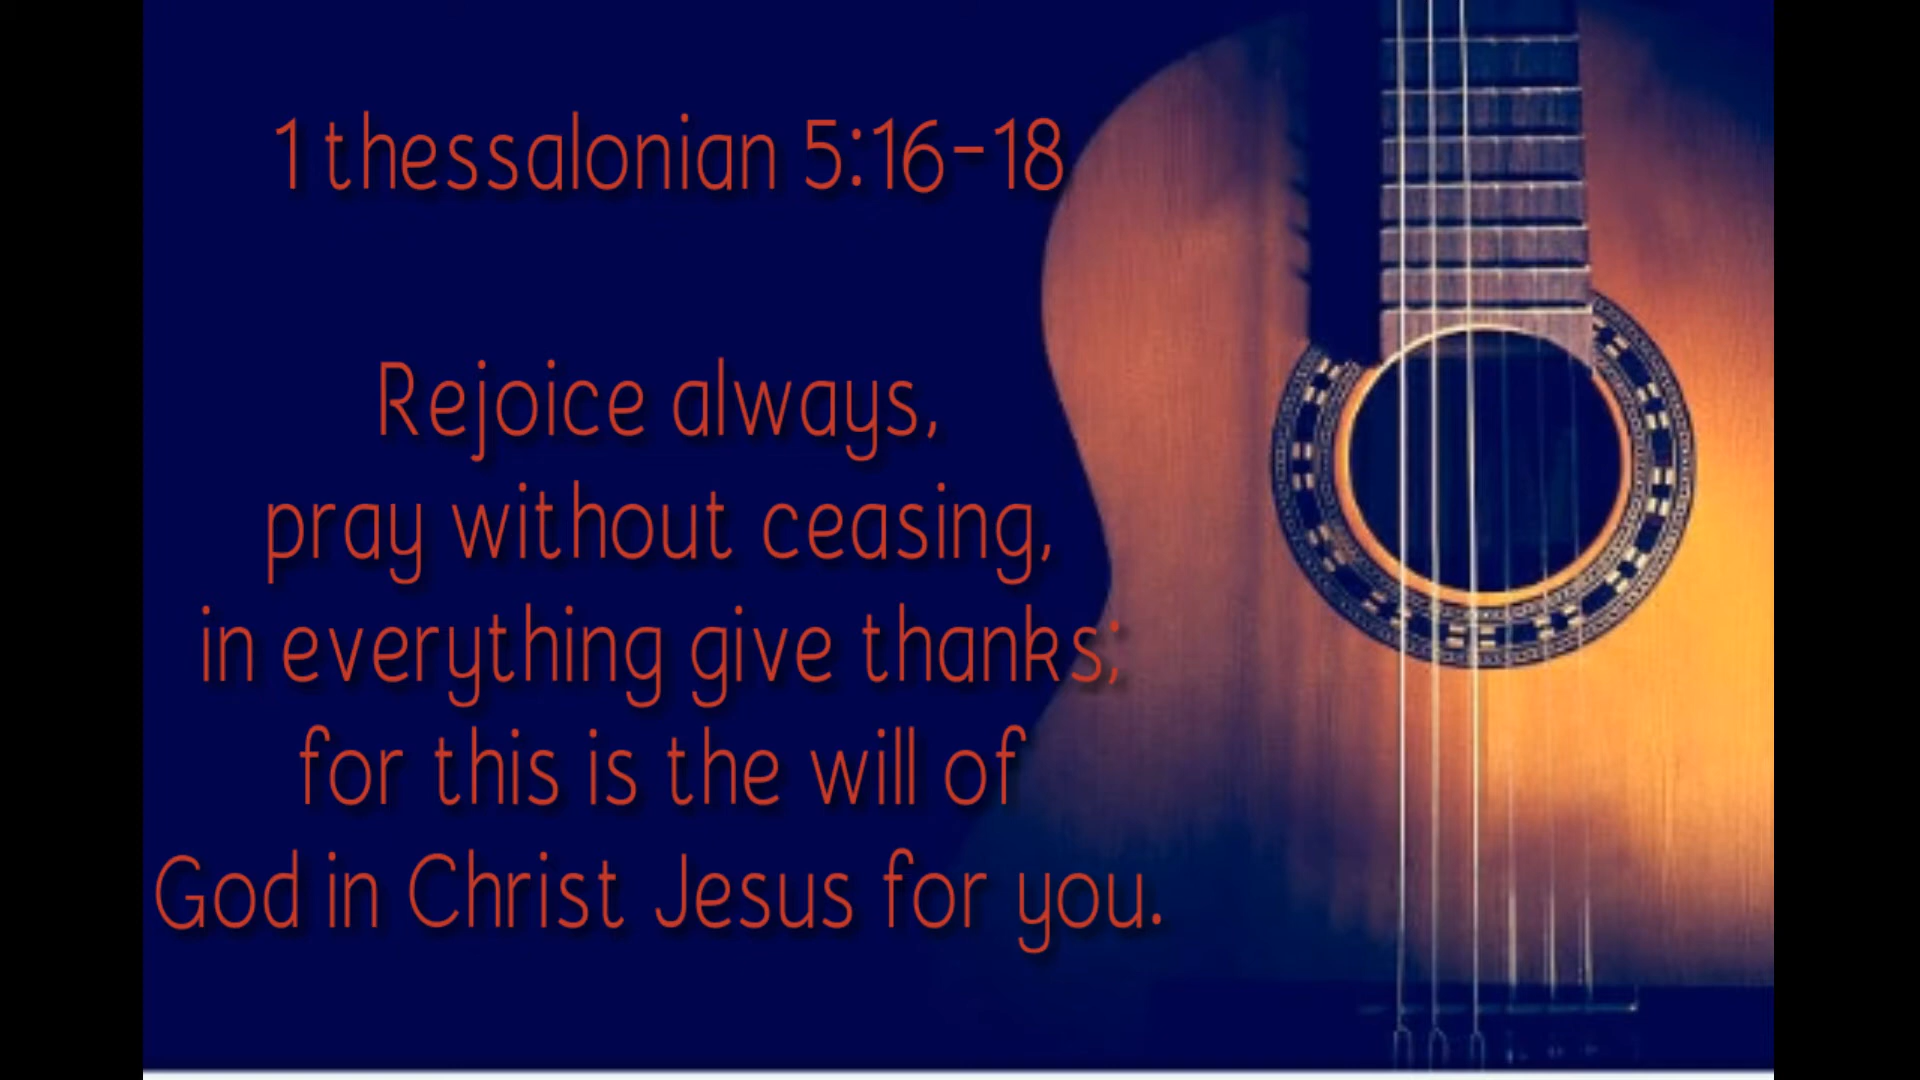 1 thessalonian 5:16-18
Rejoice always,
pray without ceasing,
in everything give thanks;
for this is the will of
God in Christ Jesus for you.